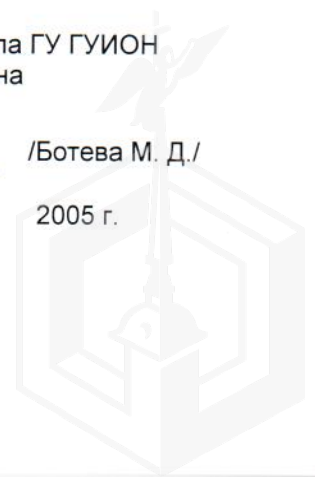 ла ГУ ГУИОН
на
/Ботева М. Д./
2005 г.